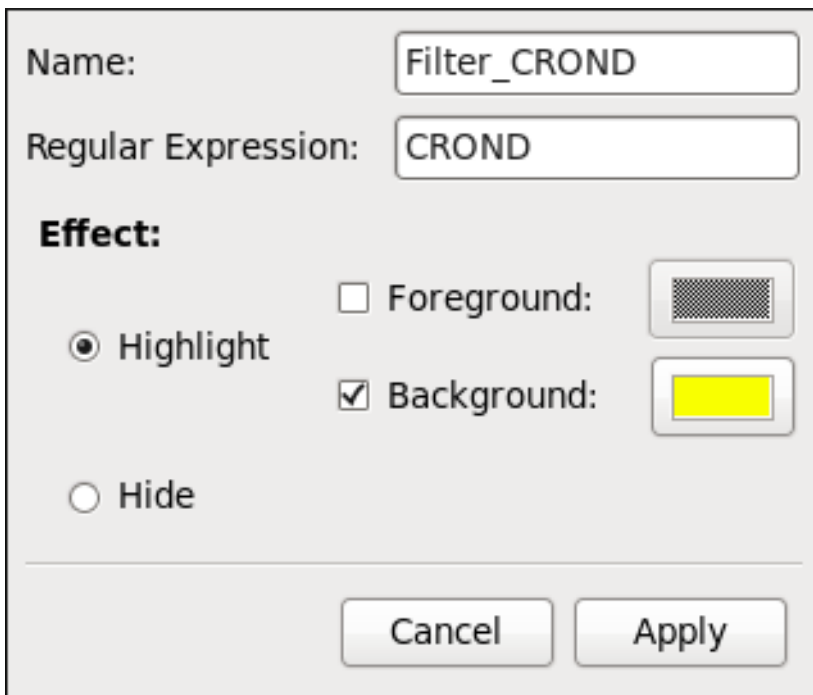 Name: Filter_CROND
Regular Expression: CROND
Effect:
Foreground:
Highlight
Background:
Hide
Cancel Apply